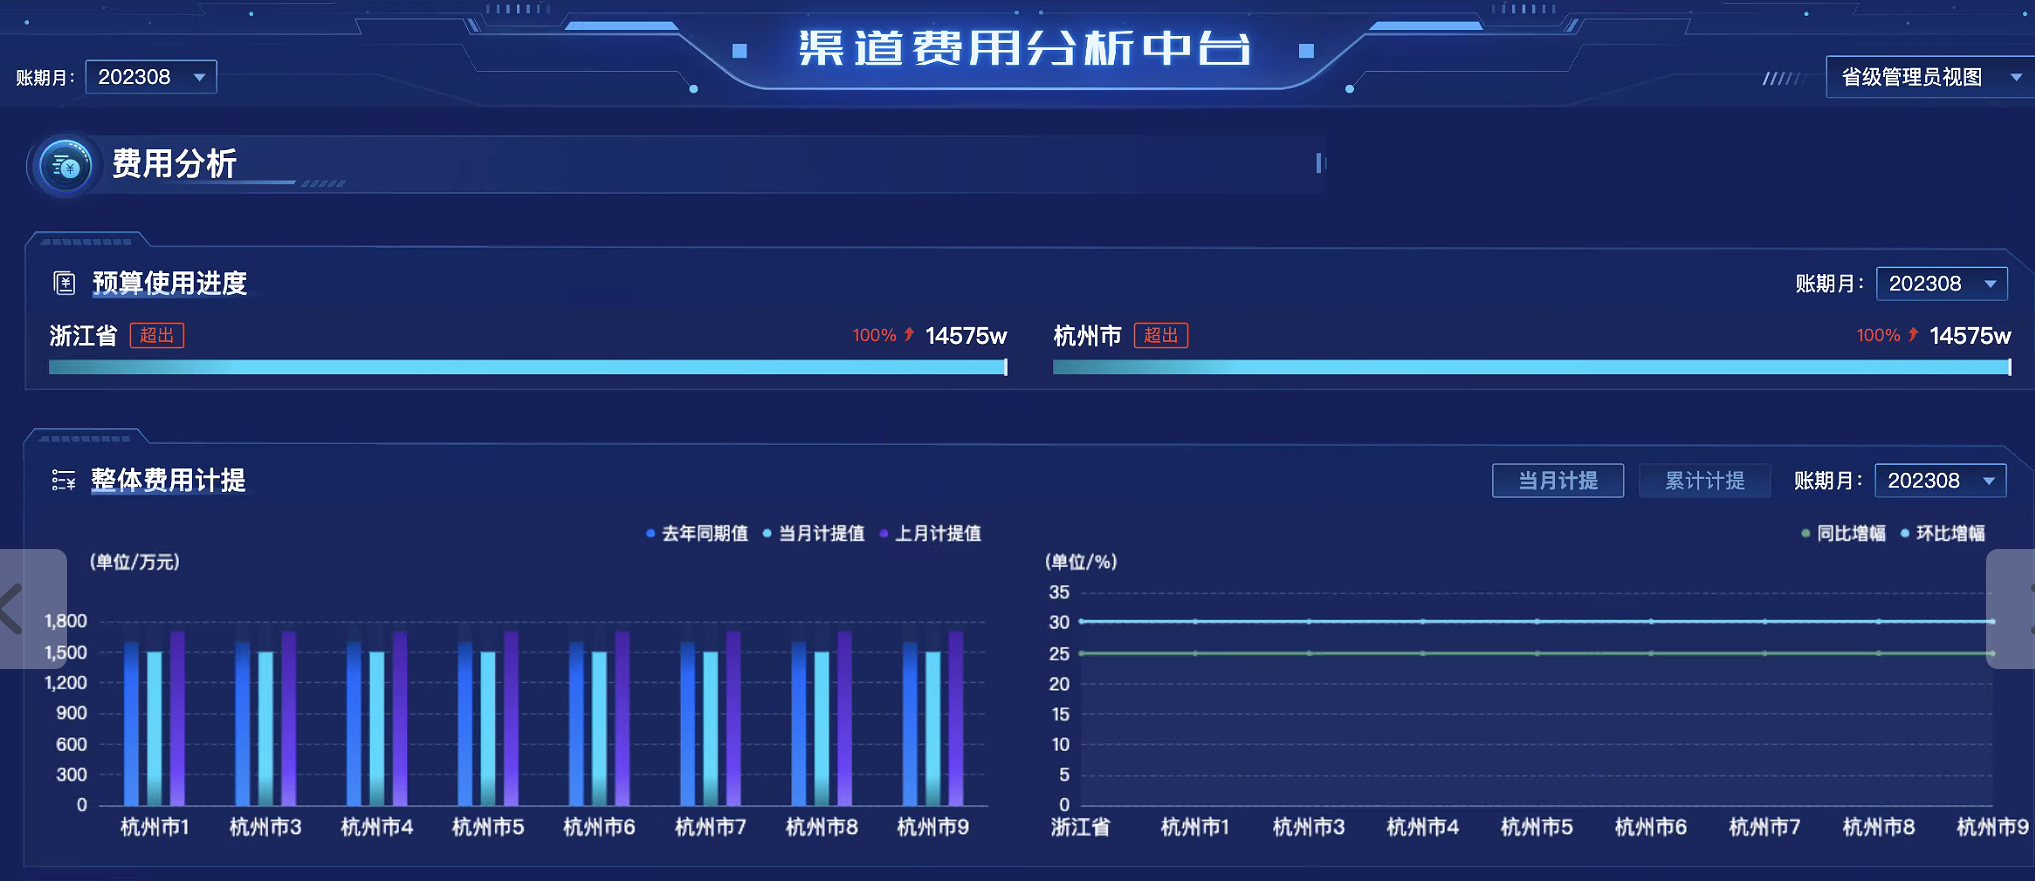 渠道费用分析中台
账期月： 202308
省级管理员视图
费用分析
预算使用进度
账期月： 202308
浙江省 超出 100% 14575w
杭州市 超出 100% 14575w
整体费用计提
当月计提 累计计提 账期月： 202308
去年同期值 当月计提值 上月计提值
(单位/万元)
1,800
1,500
1,200
900
600
300
0
杭州市1 杭州市3 杭州市4 杭州市5 杭州市6 杭州市7 杭州市8 杭州市9
同比增幅 环比增幅
(单位/%)
35
30
25
20
15
10
5
0
浙江省 杭州市1 杭州市3 杭州市4 杭州市5 杭州市6 杭州市7 杭州市8 杭州市9